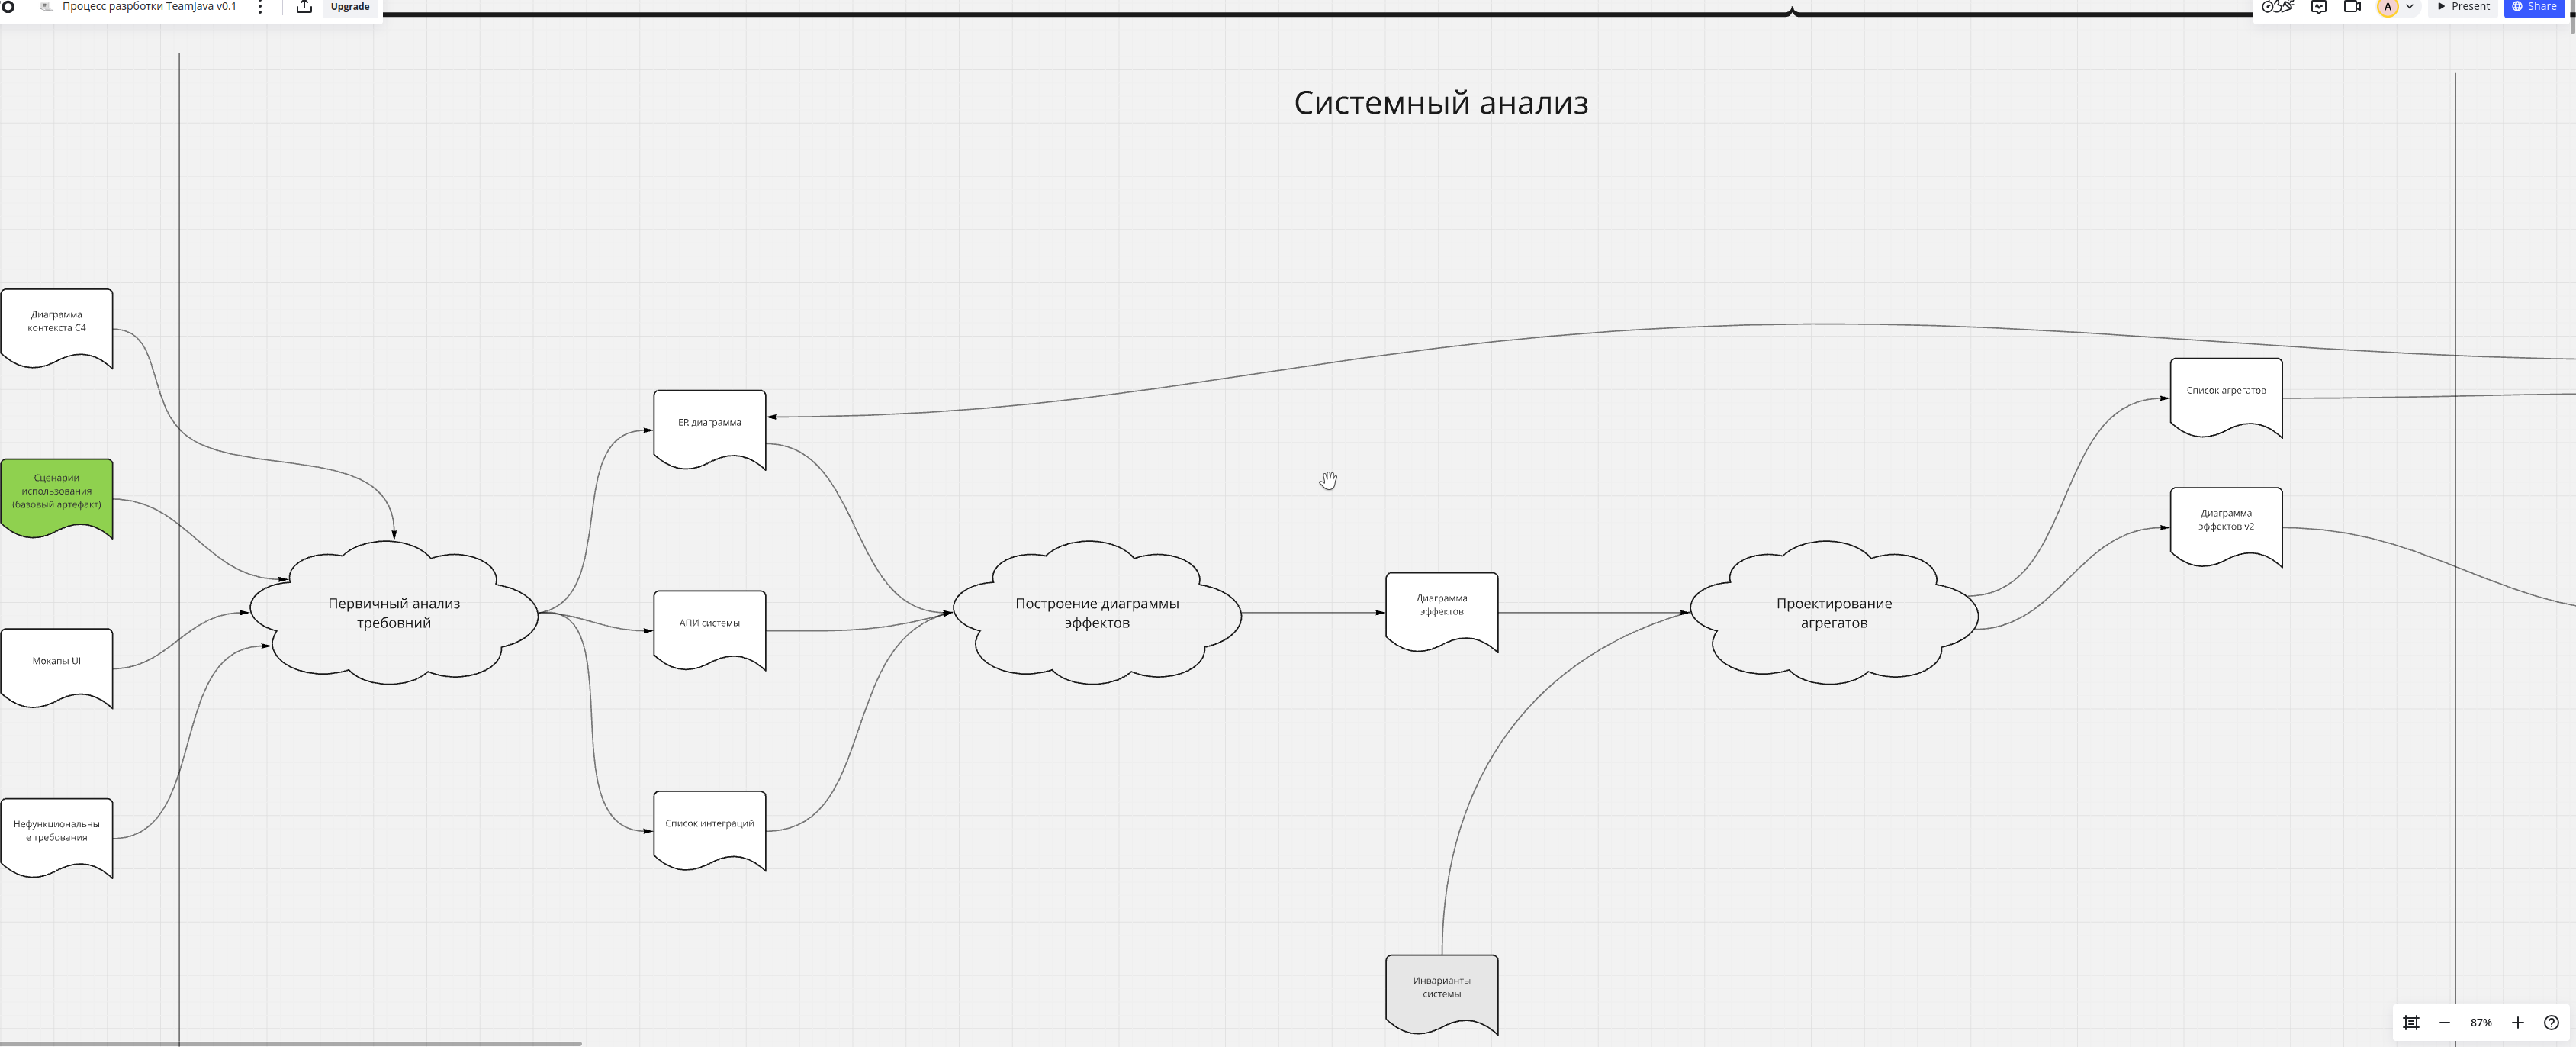 Процесс разрботки TeamJava v0.1
Upgrade
A
Present
Share
Системный анализ
Диаграмма
контекста C4
Сценарии
использования
(базовый артефакт)
Мокапы UI
Нефункциональны
е требования
Первичный анализ
требовний
ER диаграмма
АПИ системы
Список интеграций
Построение диаграммы
эффектов
Диаграмма
эффектов
Инварианты
системы
Проектирование
агрегатов
Список агрегатов
Диаграмма
эффектов v2
87%